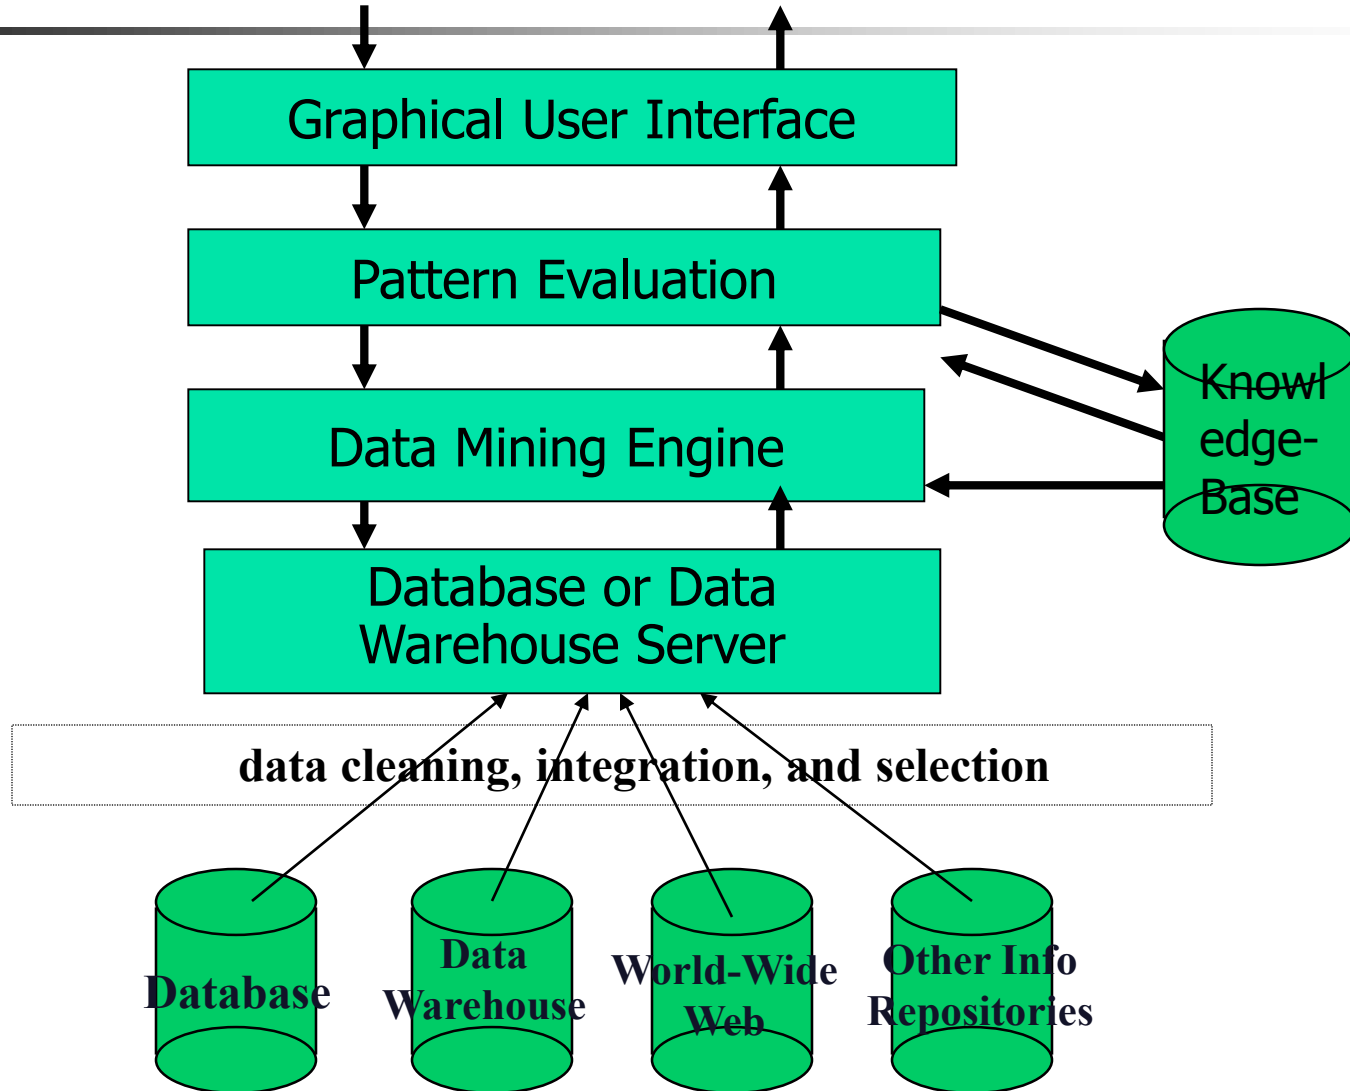 Graphical User Interface
Pattern Evaluation
Data Mining Engine
Knowl
edge-
Base
Database or Data
Warehouse Server
data cleaning, integration, and selection
Database
Data
Warehouse
World-Wide
Web
Other Info
Repositories